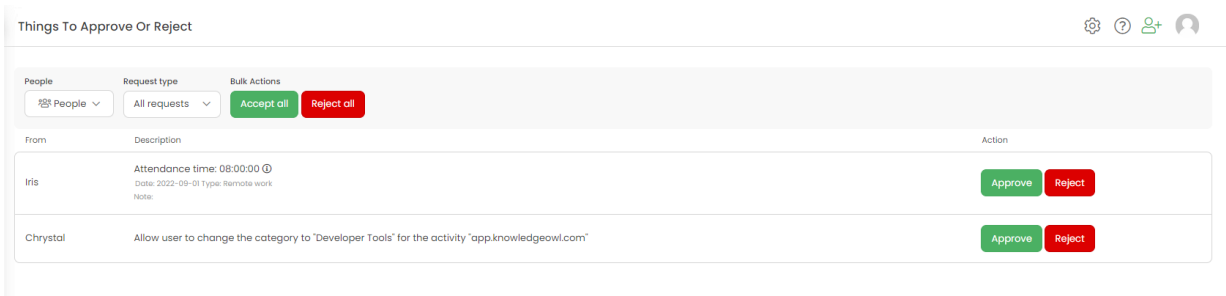 Things To Approve Or Reject
People Request type Bulk Actions
People All requests Accept all Reject all
From Description Action
Attendance time: 08:00:00
Iris Date: 2022-09-01 Type: Remote work Approve Reject
Note:
Chrystal Allow user to change the category to "Developer Tools" for the activity "app.knowledgeowl.com" Approve Reject